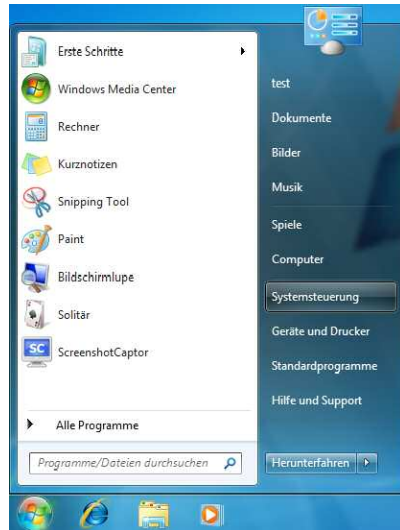 Erste Schritte
Windows Media Center
Rechner
Kurznotizen
Snipping Tool
Paint
Bildschirmlupe
Solitär
SC
ScreenshotCaptor
Alle Programme
Programme/Dateien durchsuchen
test
Dokumente
Bilder
Musik
Spiele
Computer
Systemsteuerung
Geräte und Drucker
Standardprogramme
Hilfe und Support
Herunterfahren